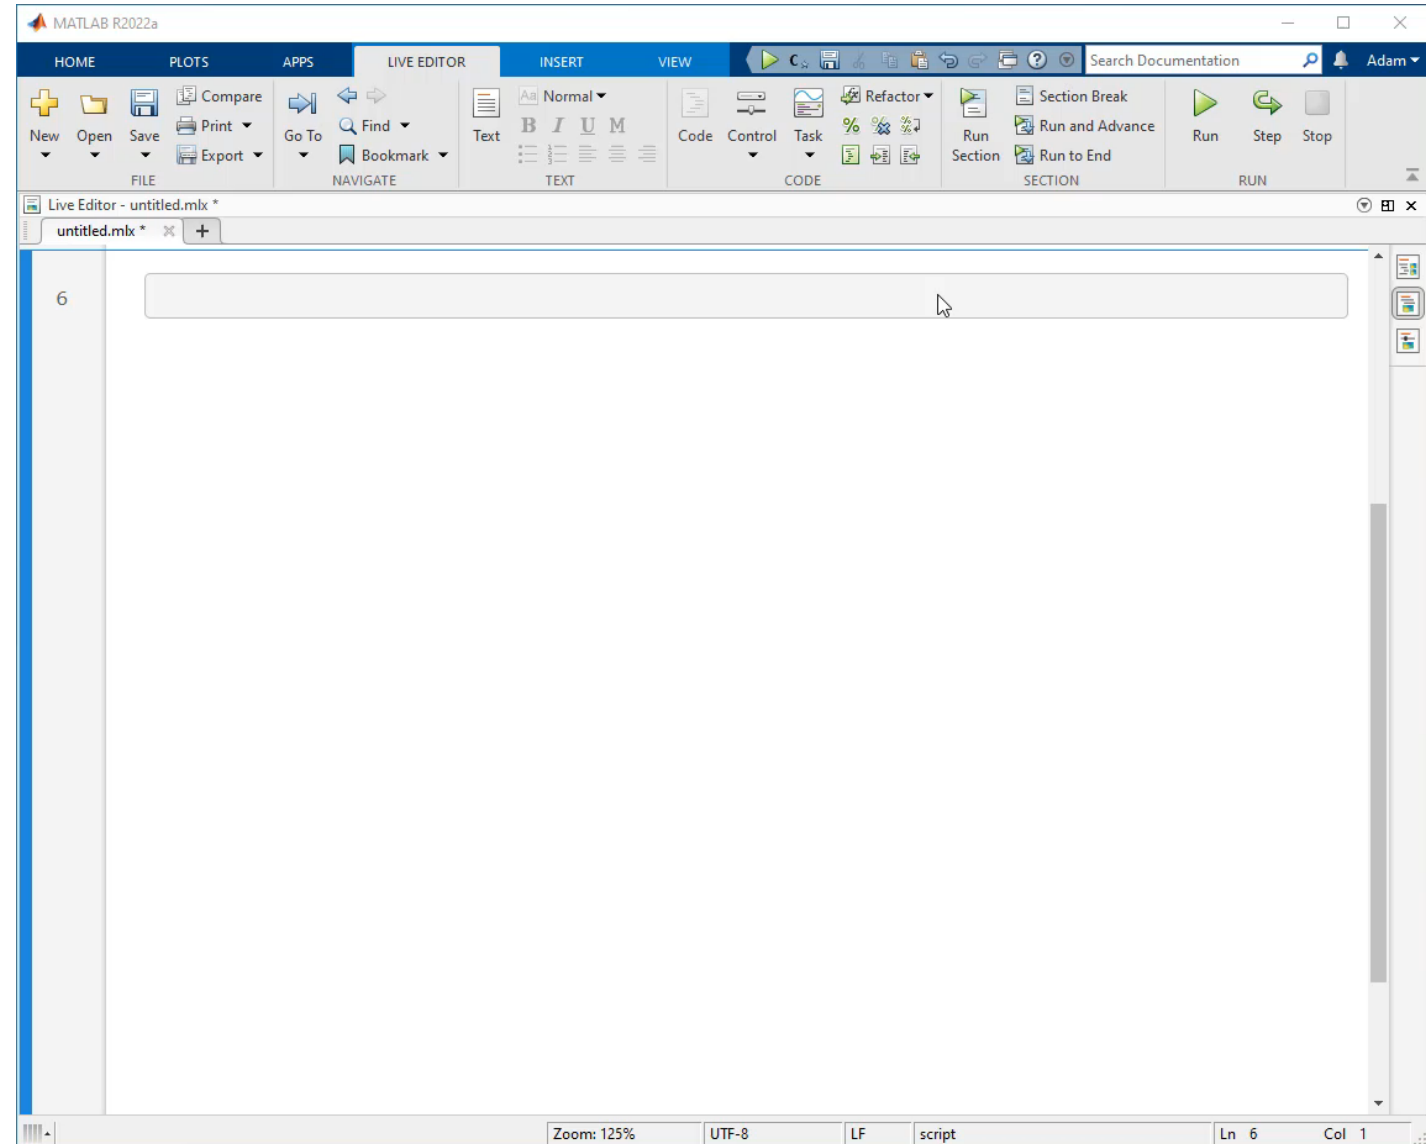 MATLAB R2022a
HOME PLOTS APPS LIVE EDITOR INSERT VIEW Search Documentation Adam
New Open Save Compare Print Export
FILE
Go To Find Bookmark
NAVIGATE
Text Aa Normal
B I U M
TEXT
Code Control Task Refactor
CODE
Run Section Section Break
Run and Advance
Run to End
SECTION
Run Step Stop
RUN
Live Editor - untitled.mlx *
untitled.mlx *
6
Zoom: 125% UTF-8 LF script Ln 6 Col 1